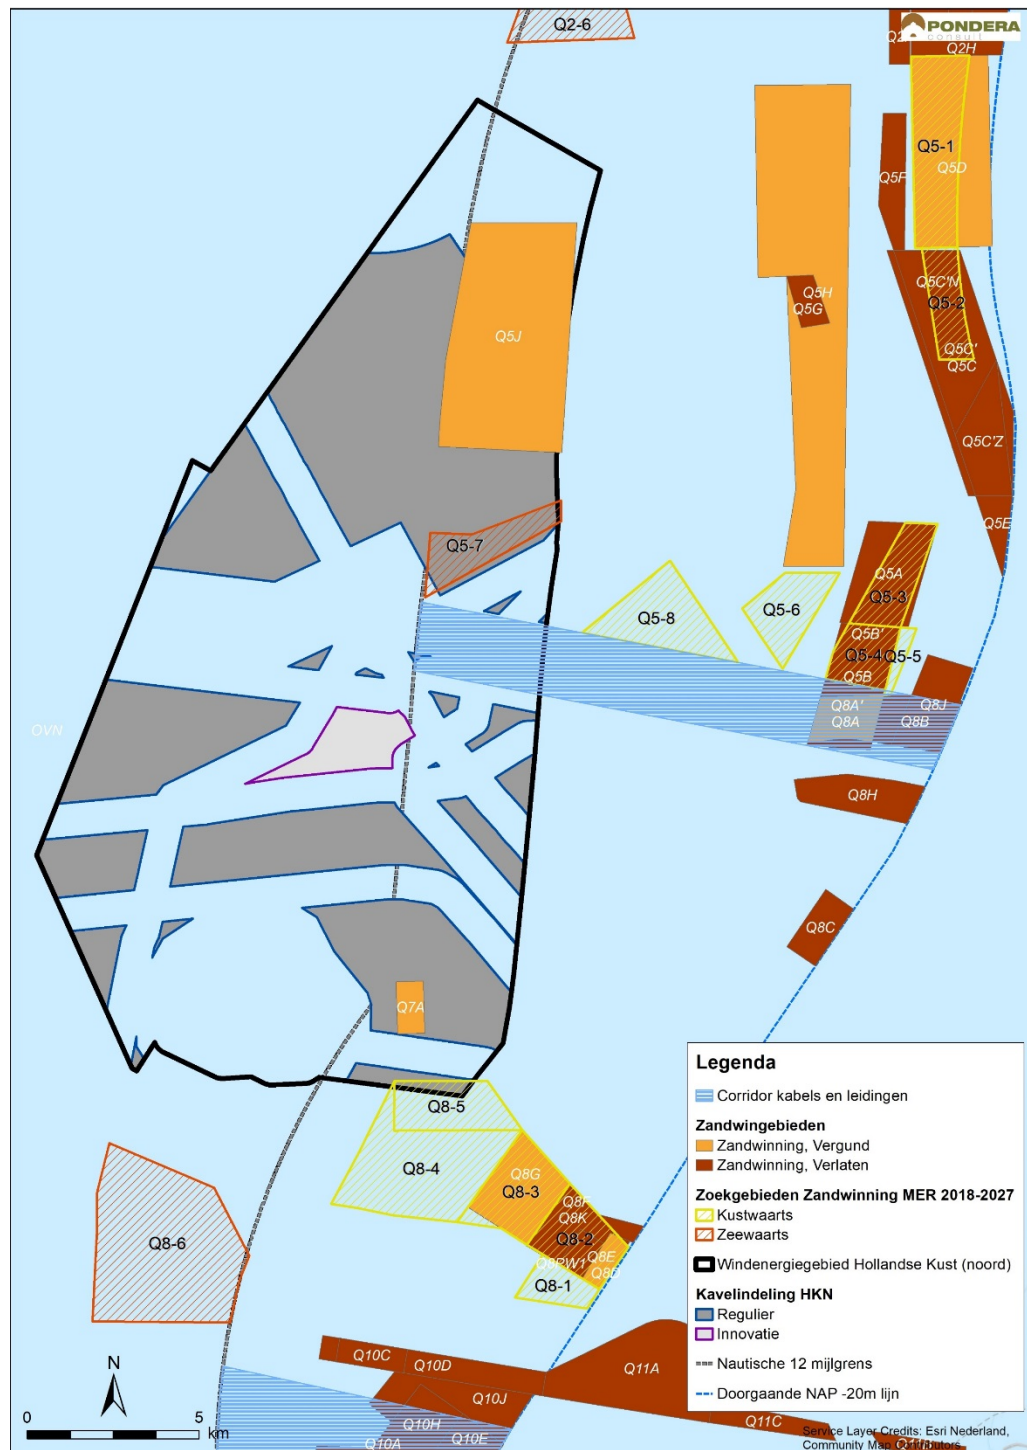 Q2-6
PONDERA
consult
Q2H
Q5-1
Q5D
Q5F
Q5C'N
Q5-2
Q5H
Q5G
Q5J
Q5C'
Q5C
Q5C'Z
Q5E
Q5-7
Q5A
Q5-3
Q5-8
Q5-6
Q5B'
Q5-4
Q5-5
Q5B
Q8A'
Q8J
Q8A
Q8B
OVN
Q8H
Q8C
Q7A
Q8-5
Q8-4
Q8G
Q8-3
Q8F
Q8K
Q8-2
Q8-6
Q8E
Q8PW1
Q8D
Q8-1
Q10C
Q10D
Q11A
Q10J
Q11C
Q10H
Q10A
Q10E
N
0 5
km
Legenda
Corridor kabels en leidingen
Zandwingebieden
Zandwinning, Vergund
Zandwinning, Verlaten
Zoekgebieden Zandwinning MER 2018-2027
Kustwaarts
Zeewaarts
Windenergiegebied Hollandse Kust (noord)
Kavelindeling HKN
Regulier
Innovatie
Nautische 12 mijlgrens
Doorgaande NAP -20m lijn
Service Layer Credits: Esri Nederland,
Community Map Contributors